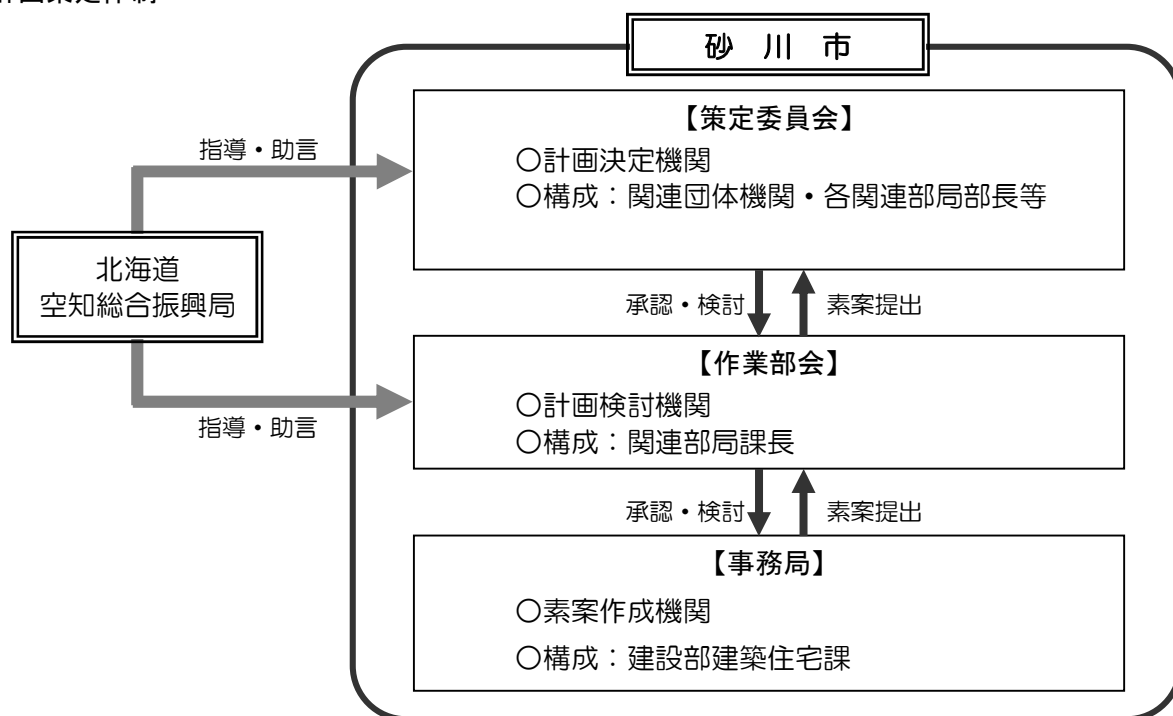 砂 川 市
【策定委員会】
○計画決定機関
○構成：関連団体機関・各関連部局部長等
指導・助言
北海道
空知総合振興局
承認・検討
素案提出
【作業部会】
○計画検討機関
○構成：関連部局課長
指導・助言
承認・検討
素案提出
【事務局】
○素案作成機関
○構成：建設部建築住宅課